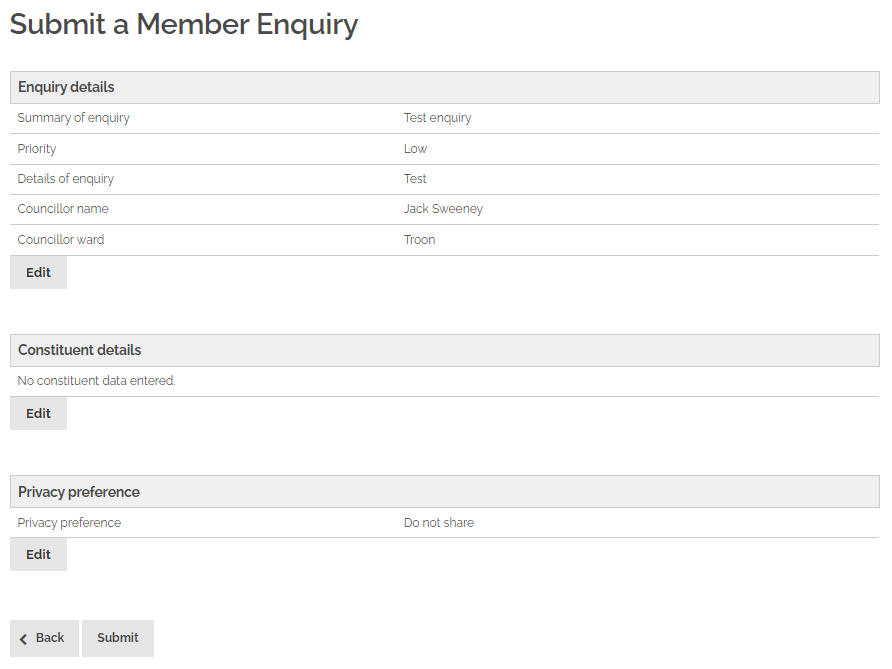 Submit a Member Enquiry
Enquiry details
Summary of enquiry Test enquiry
Priority Low
Details of enquiry Test
Councillor name Jack Sweeney
Councillor ward Troon
Edit
Constituent details
No constituent data entered.
Edit
Privacy preference
Privacy preference Do not share
Edit
Back Submit